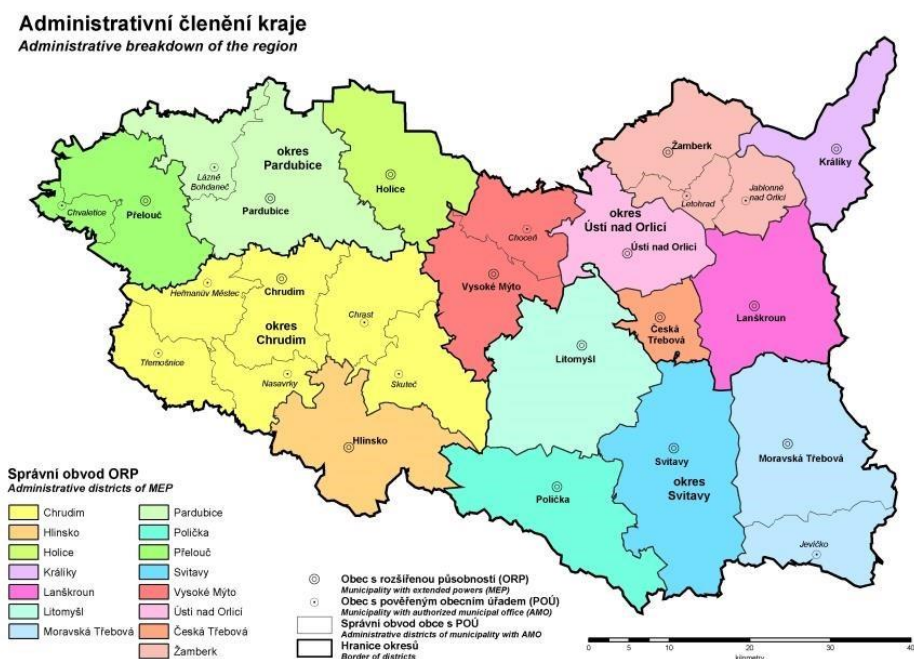 Administrativní členění kraje
Administrative breakdown of the region
Žamberk
Králíky
okres
Pardubice
Lázně
Bohdaneč
Holice
Letohrad
Jablonné
nad Orlicí
Chvaletice
Přelouč
Pardubice
okres
Ústí nad Orlicí
Choceň
Ústí nad Orlicí
Heřmanův Městec
Chrudim
Vysoké Mýto
Lanškroun
Chrast
okres
Chrudim
Česká
Třebová
Třemošnice
Litomyšl
Nasavrky
Skuteč
Hlinsko
Svitavy
Moravská Třebová
okres
Svitavy
Polička
Jevíčko
Správní obvod ORP
Administrative districts of MEP
Chrudim
Hlinsko
Holice
Králíky
Lanškroun
Litomyšl
Moravská Třebová
Pardubice
Polička
Přelouč
Svitavy
Vysoké Mýto
Ústí nad Orlicí
Česká Třebová
Žamberk
Obec s rozšířenou působností (ORP)
Municipality with extended powers (MEP)
Obec s pověřeným obecním úřadem (POÚ)
Municipality with authorized municipal office (AMO)
Správní obvod obce s POÚ
Administrative districts of municipality with AMO
Hranice okresů
Border of districts
0 10 20 30 40
kilometry